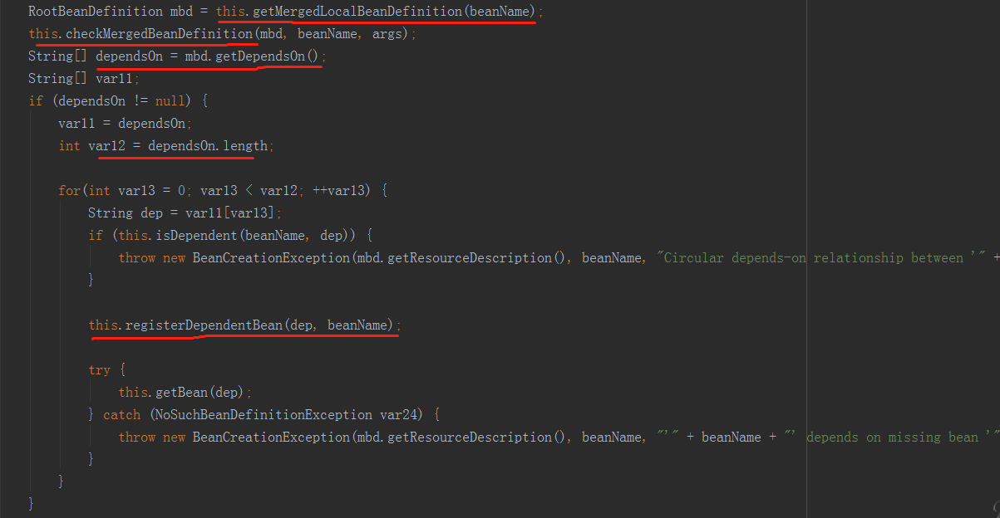 RootBeanDefinition mbd = this.getMergedLocalBeanDefinition(beanName);
this.checkMergedBeanDefinition(mbd, beanName, args);
String[] dependsOn = mbd.getDependsOn();
String[] var11;
if (dependsOn != null) {
var11 = dependsOn;
int var12 = dependsOn.length;
for(int var13 = 0; var13 < var12; ++var13) {
String dep = var11[var13];
if (this.isDependent(beanName, dep)) {
throw new BeanCreationException(mbd.getResourceDescription(), beanName, "Circular depends-on relationship between '" +
}
this.registerDependentBean(dep, beanName);
try {
this.getBean(dep);
} catch (NoSuchBeanDefinitionException var24) {
throw new BeanCreationException(mbd.getResourceDescription(), beanName, "'" + beanName + "' depends on missing bean '"
}
}
}